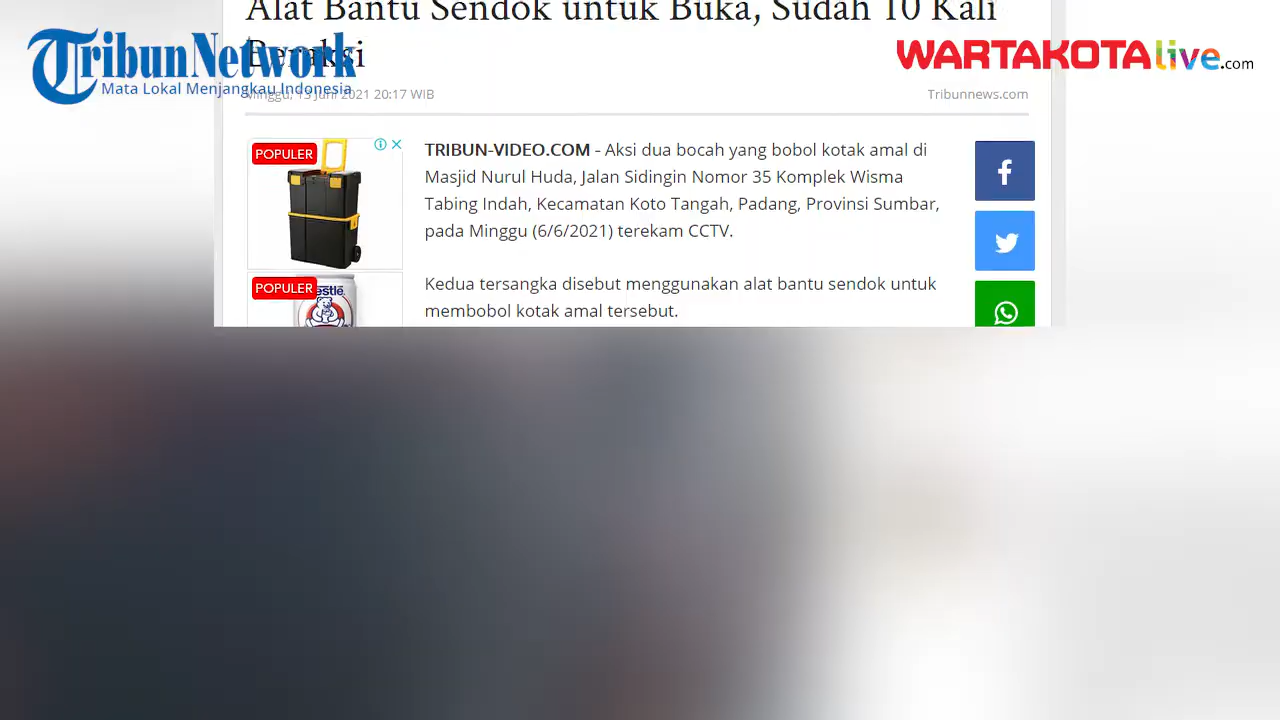 Alat Bantu Sendok untuk Buka, Sudah 10 Kali
Beraksi
TribunNetwork
Mata Lokal Menjangkau Indonesia
WARTAKOTAlive.com
Minggu, 13 Juni 2021 20:17 WIB
Tribunnews.com
POPULER
TRIBUN-VIDEO.COM - Aksi dua bocah yang bobol kotak amal di
Masjid Nurul Huda, Jalan Sidingin Nomor 35 Komplek Wisma
Tabing Indah, Kecamatan Koto Tangah, Padang, Provinsi Sumbar,
pada Minggu (6/6/2021) terekam CCTV.
POPULER
Nestlé
Kedua tersangka disebut menggunakan alat bantu sendok untuk
membobol kotak amal tersebut.